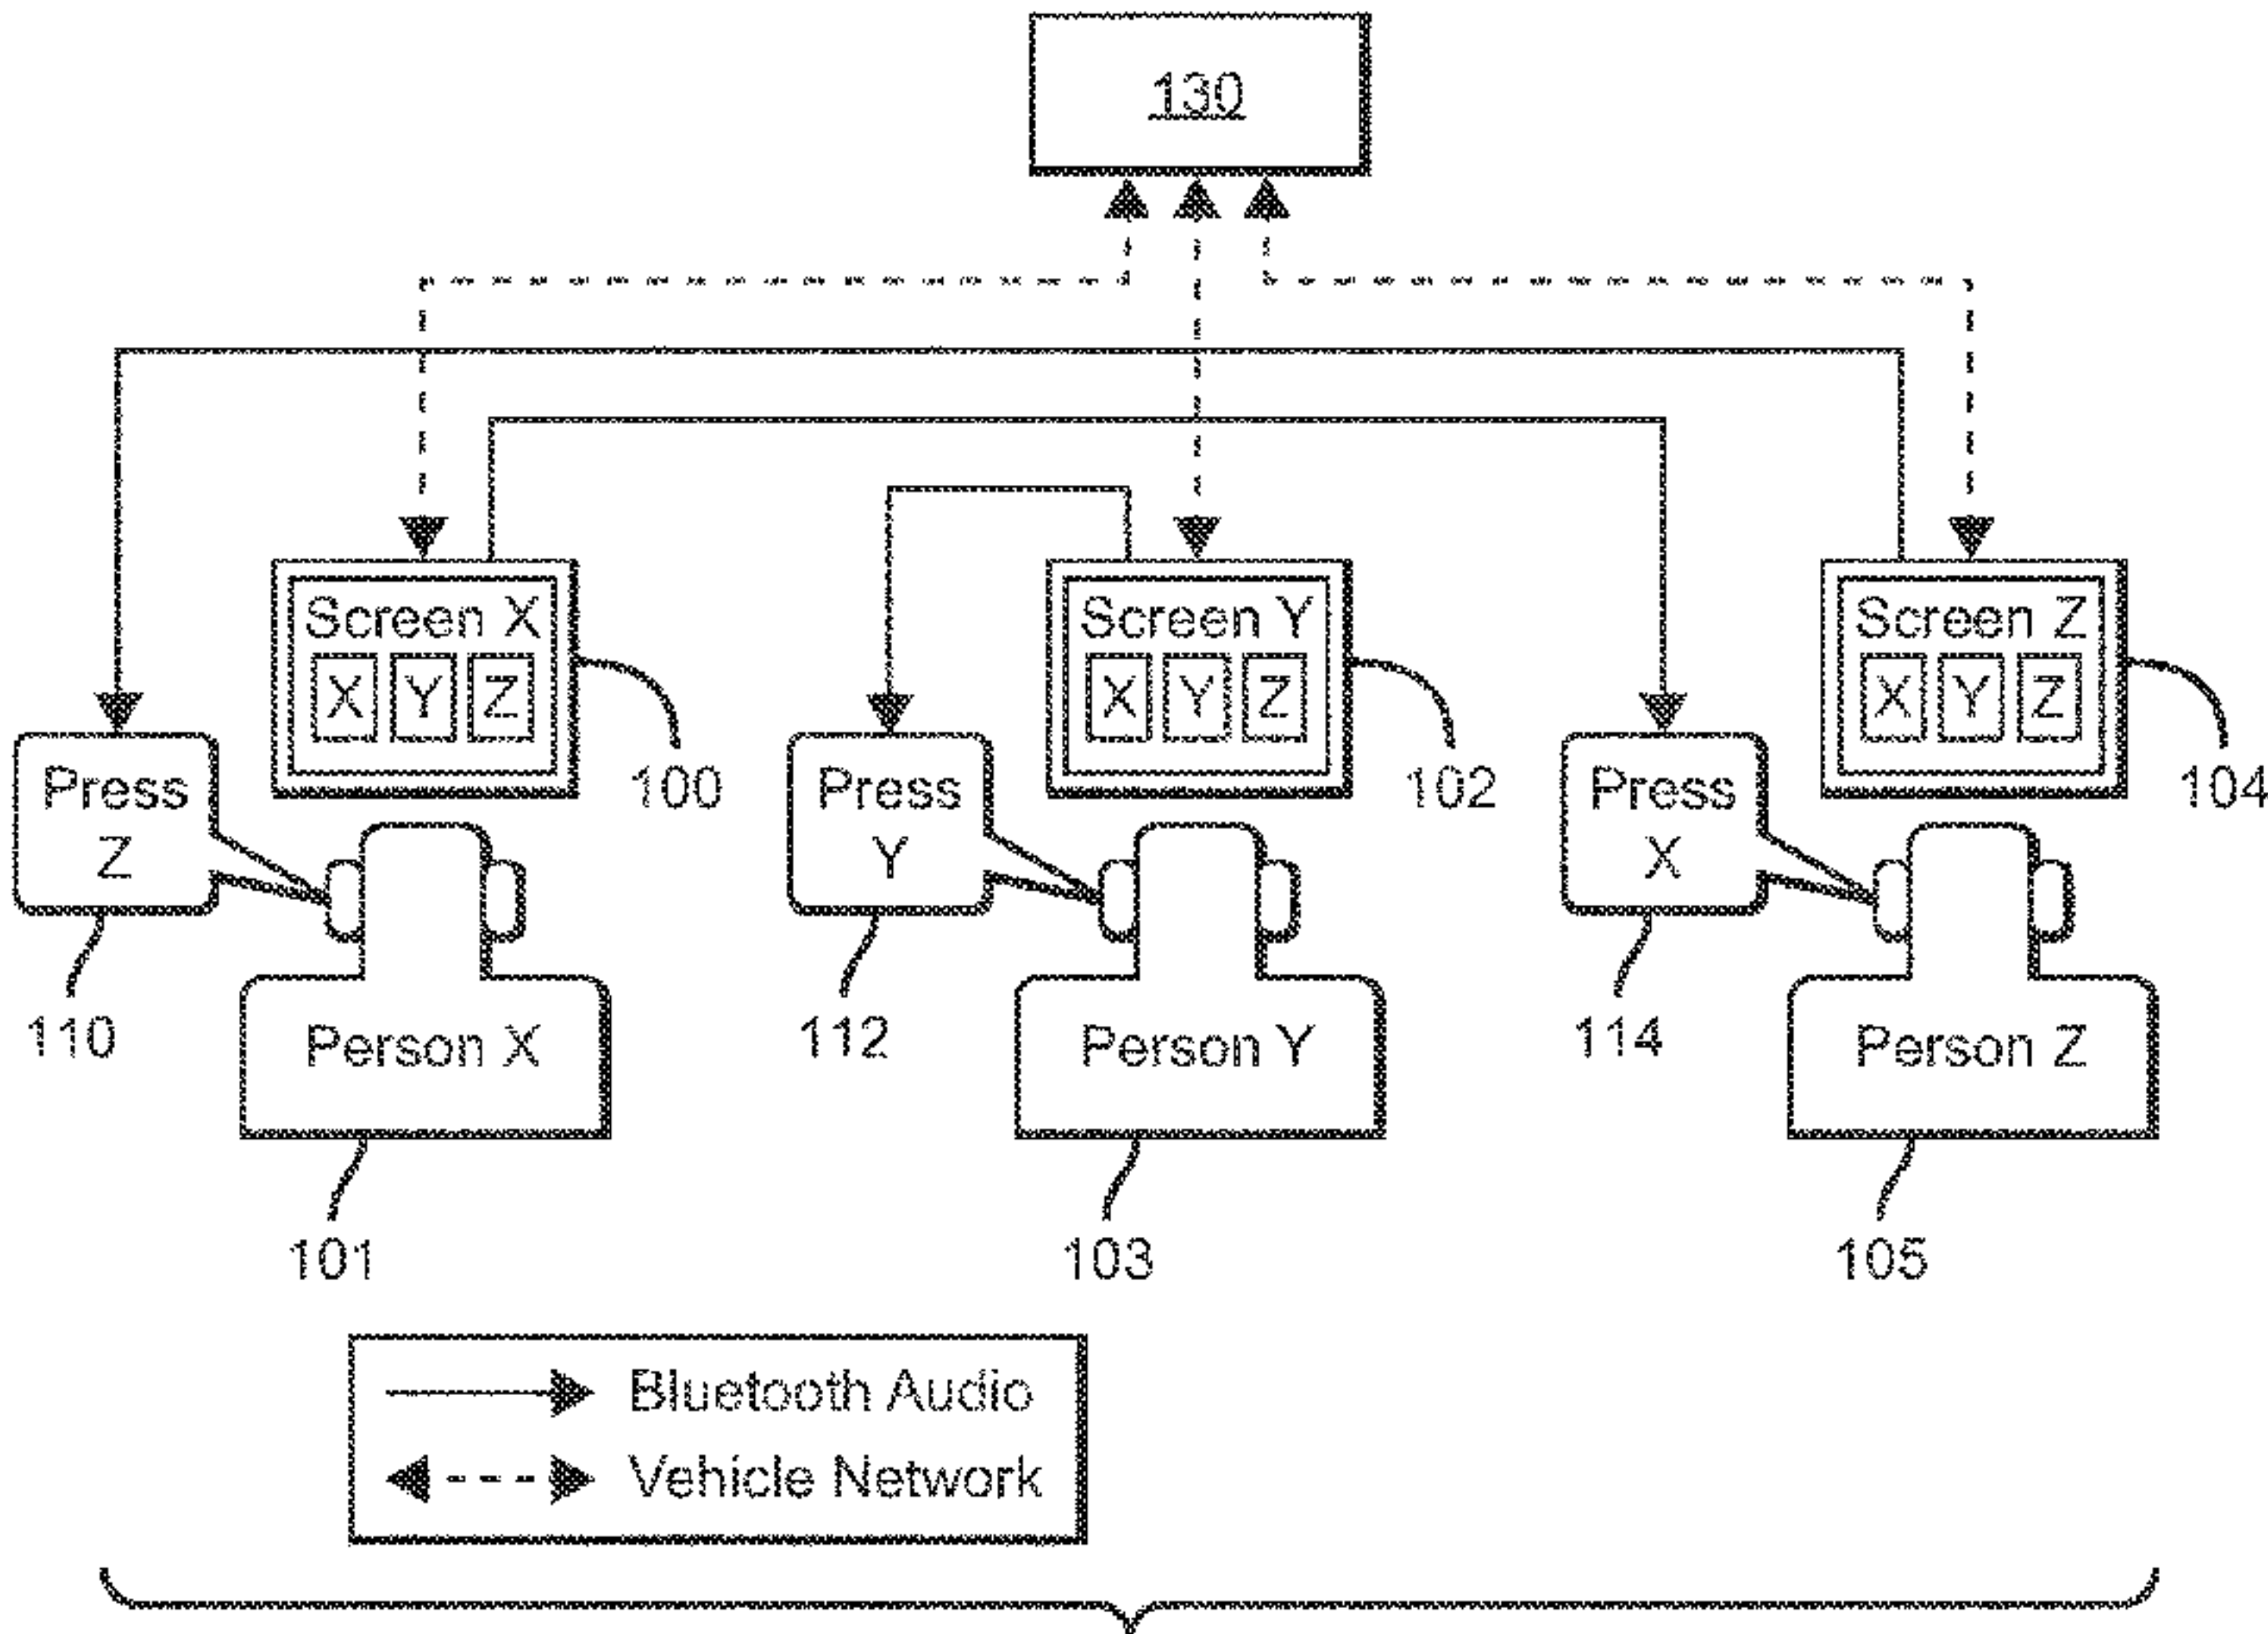 130
Screen X
X Y Z
100
Screen Y
X Y Z
102
Screen Z
X Y Z
104
Press
Z
110
Press
Y
112
Press
X
114
Person X
101
Person Y
103
Person Z
105
Bluetooth Audio
Vehicle Network